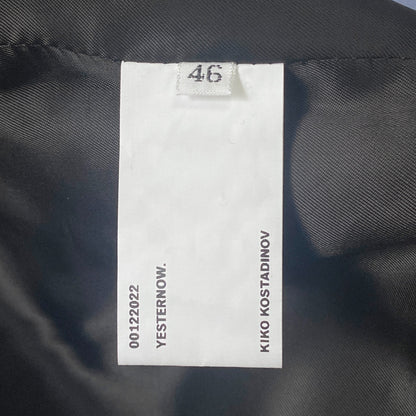 46
00122022
YESTERNOW.
KIKO KOSTADINOV